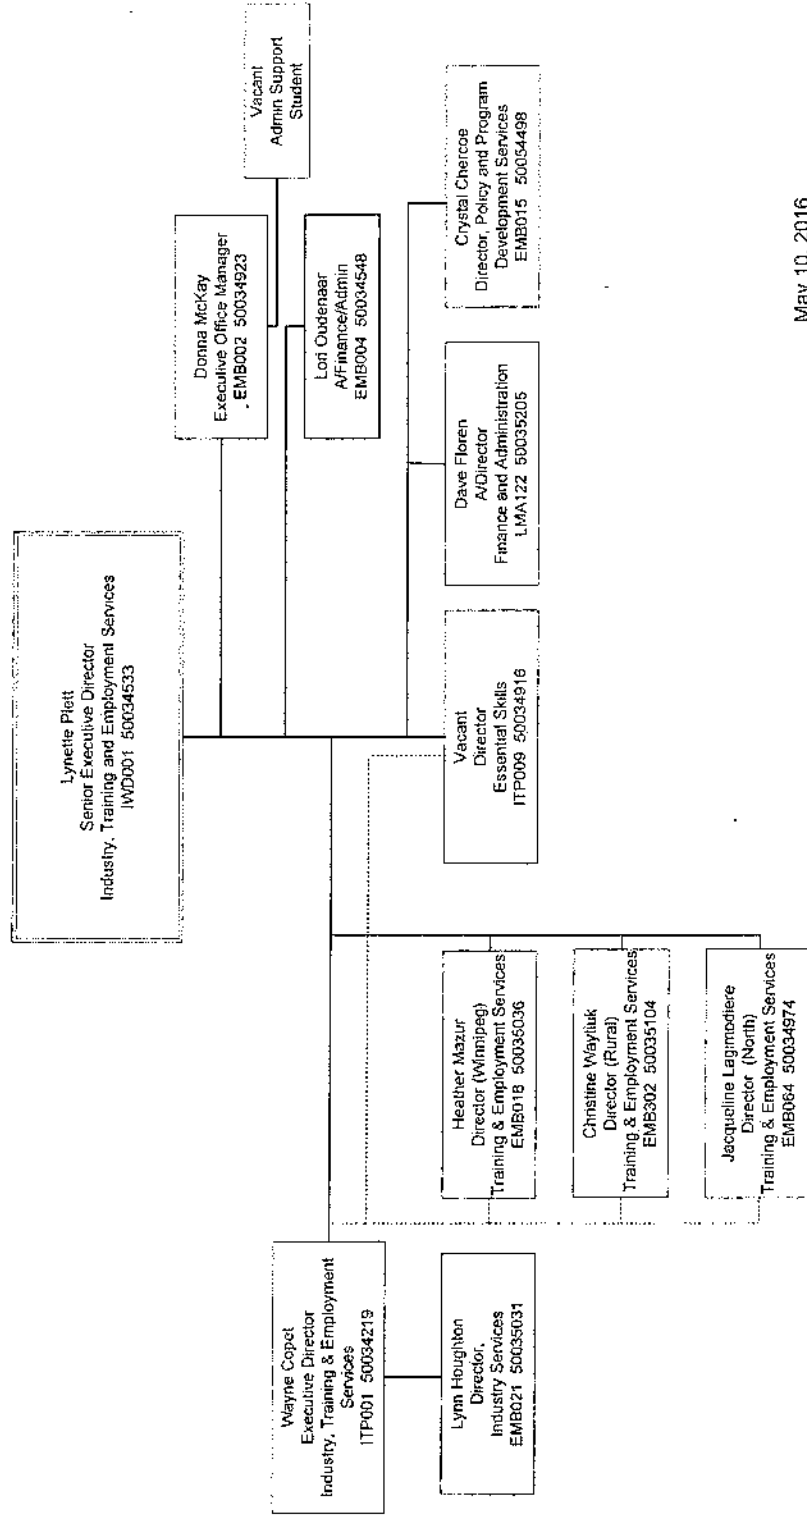 Lynette Plett
Senior Executive Director
Industry, Training and Employment Services
IWD001 50034533
Donna McKay
Executive Office Manager
EMB002 50034923
Vacant
Admin Support
Student
Lori Oudenaar
A/Finance/Admin
EMB004 50034548
Wayne Copet
Executive Director
Industry, Training & Employment
Services
ITP001 50034219
Lynn Houghton
Director,
Industry Services
EMB021 50035031
Heather Mazur
Director (Winnipeg)
Training & Employment Services
EMB018 50035036
Christine Waytiuk
Director (Rural)
Training & Employment Services
EMB302 50035104
Jacqueline Lagimodiere
Director (North)
Training & Employment Services
EMB064 50034974
Vacant
Director
Essential Skills
ITP009 50034916
Dave Floren
A/Director
Finance and Administration
LMA122 50035205
Crystal Chercoe
Director, Policy and Program
Development Services
EMB015 50054498
May 10, 2016